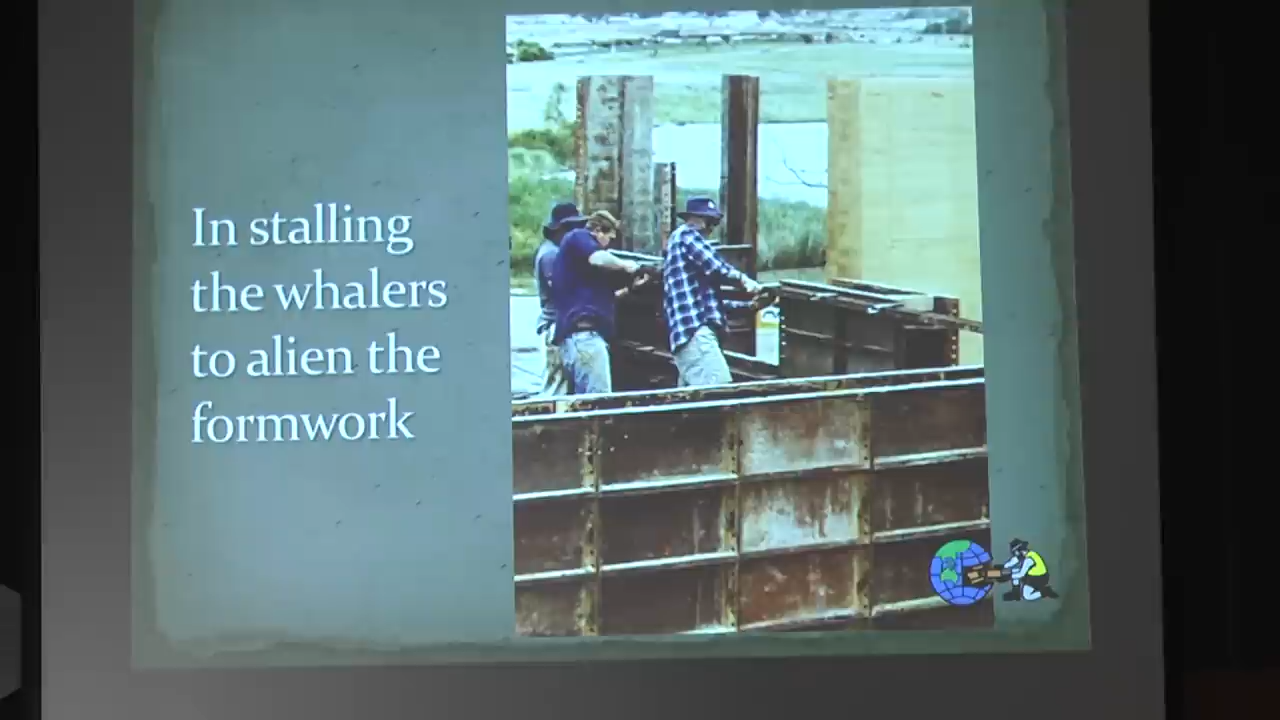 In stalling
the whalers
to alien the
formwork